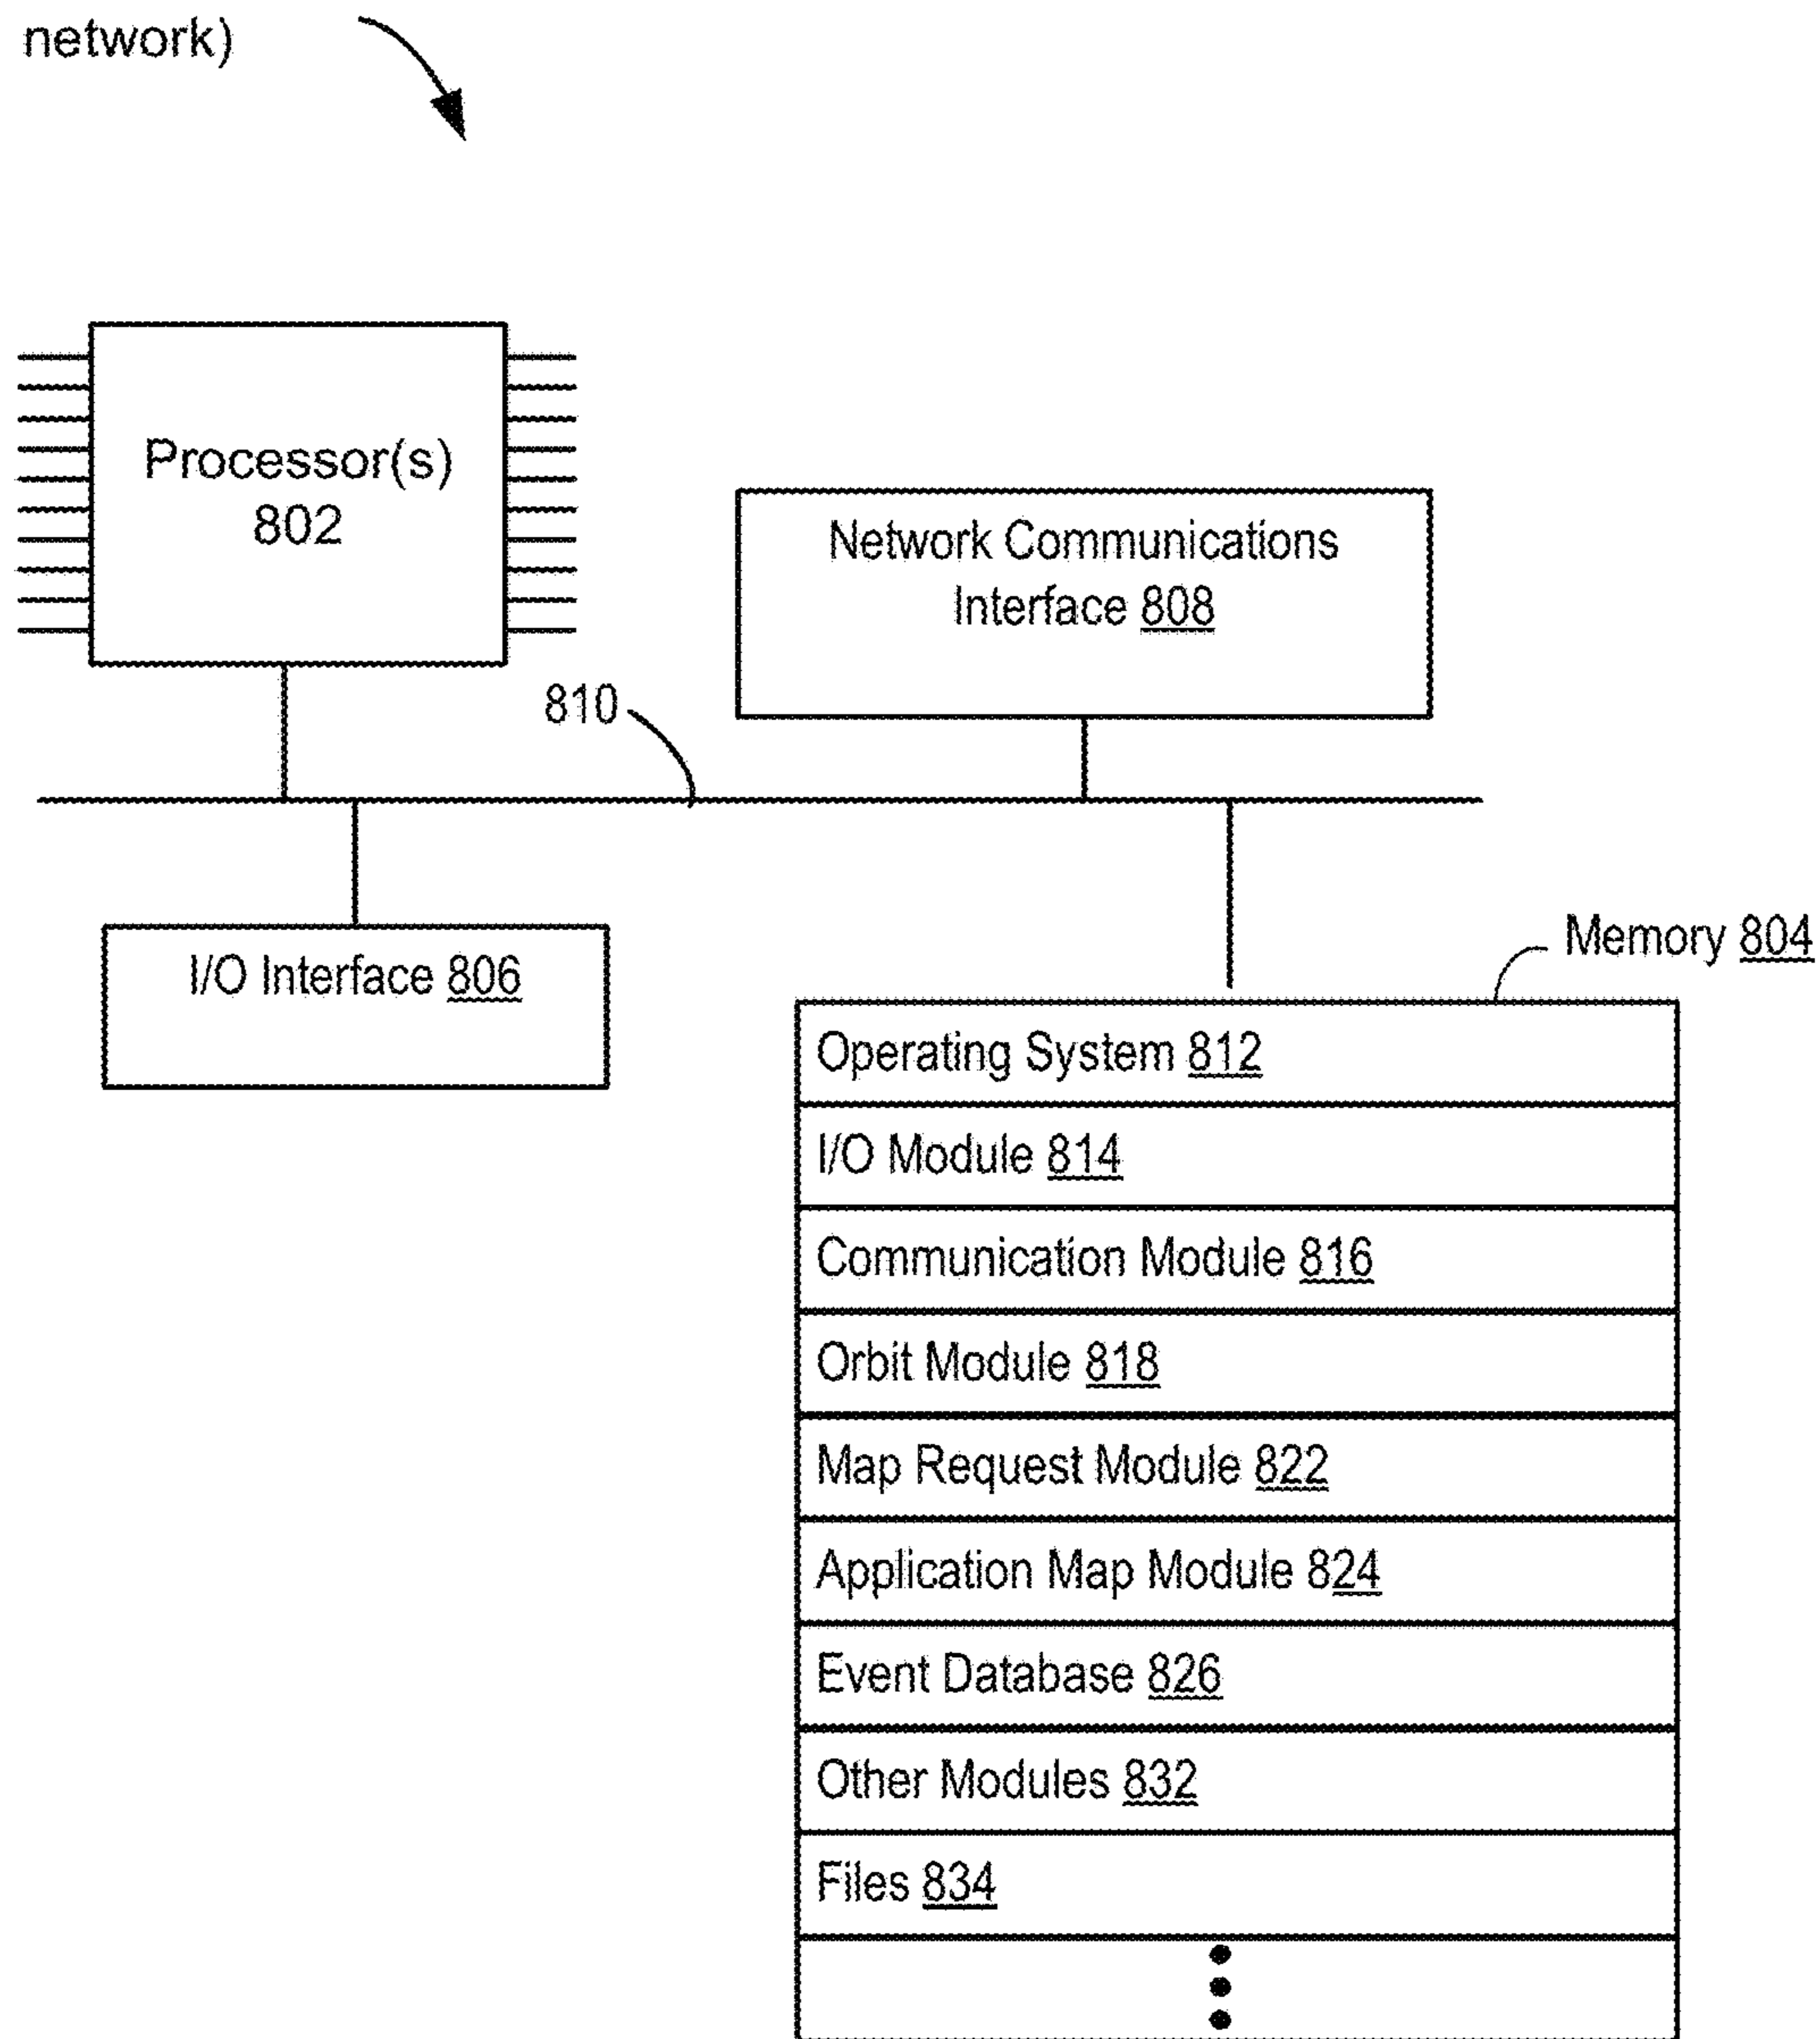 network)
Processor(s)
802
Network Communications
Interface 808
810
I/O Interface 806
Memory 804
Operating System 812
I/O Module 814
Communication Module 816
Orbit Module 818
Map Request Module 822
Application Map Module 824
Event Database 826
Other Modules 832
Files 834